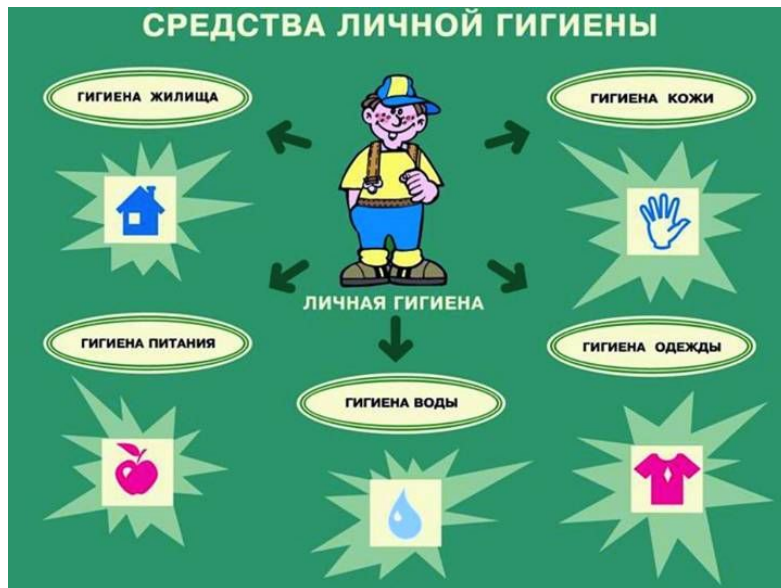 СРЕДСТВА ЛИЧНОЙ ГИГИЕНЫ
ГИГИЕНА ЖИЛИЩА
ГИГИЕНА КОЖИ
ЛИЧНАЯ ГИГИЕНА
ГИГИЕНА ПИТАНИЯ
ГИГИЕНА ОДЕЖДЫ
ГИГИЕНА ВОДЫ